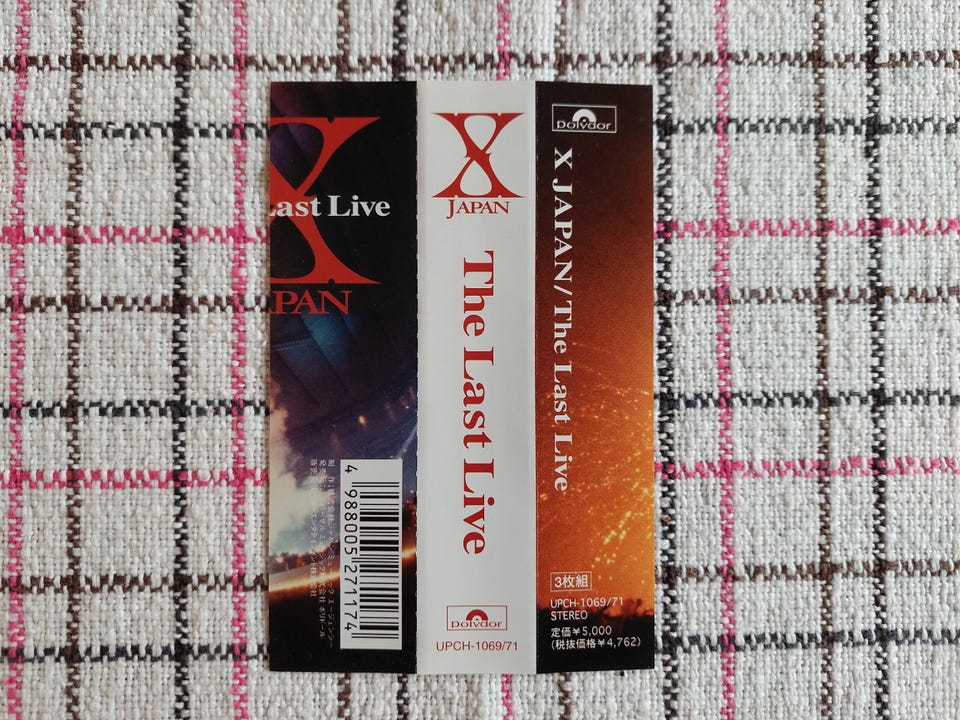 Last Live
X
JAPAN
4 988005 271174
X
JAPAN
The Last Live
Polydor
UPCH-1069/71
Polydor
X JAPAN/The Last Live
3枚組
UPCH-1069/71
STEREO
定価￥5,000
(税抜価格￥4,762)